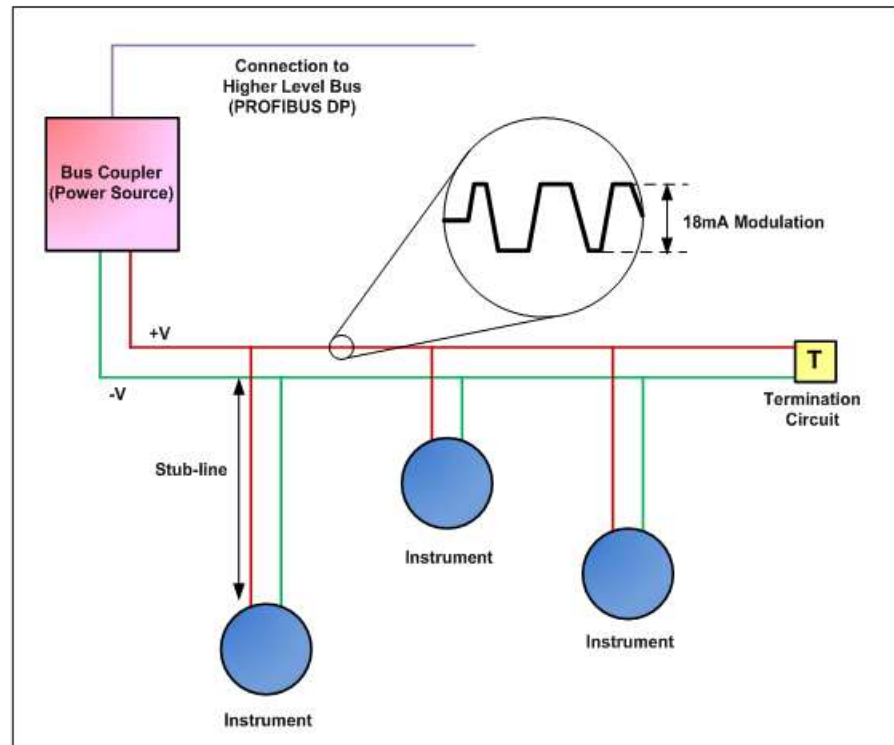 Connection to
Higher Level Bus
(PROFIBUS DP)
Bus Coupler
(Power Source)
18mA Modulation
+V
-V
T
Termination
Circuit
Stub-line
Instrument
Instrument
Instrument